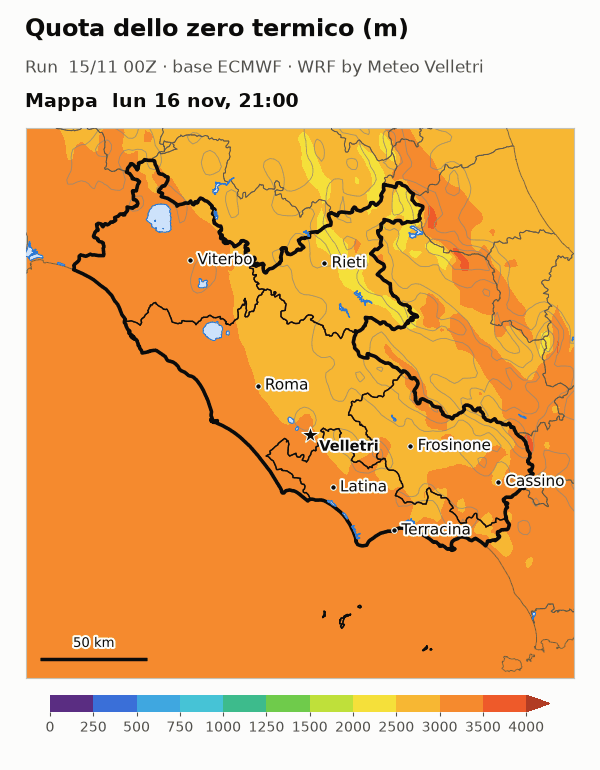 Quota dello zero termico (m)
Run  15/11 00Z · base ECMWF · WRF by Meteo Velletri
Mappa  lun 16 nov, 21:00
Viterbo
Rieti
Roma
Velletri
Frosinone
Cassino
Latina
Terracina
50 km
0 250 500 750 1000 1250 1500 2000 2500 3000 3500 4000